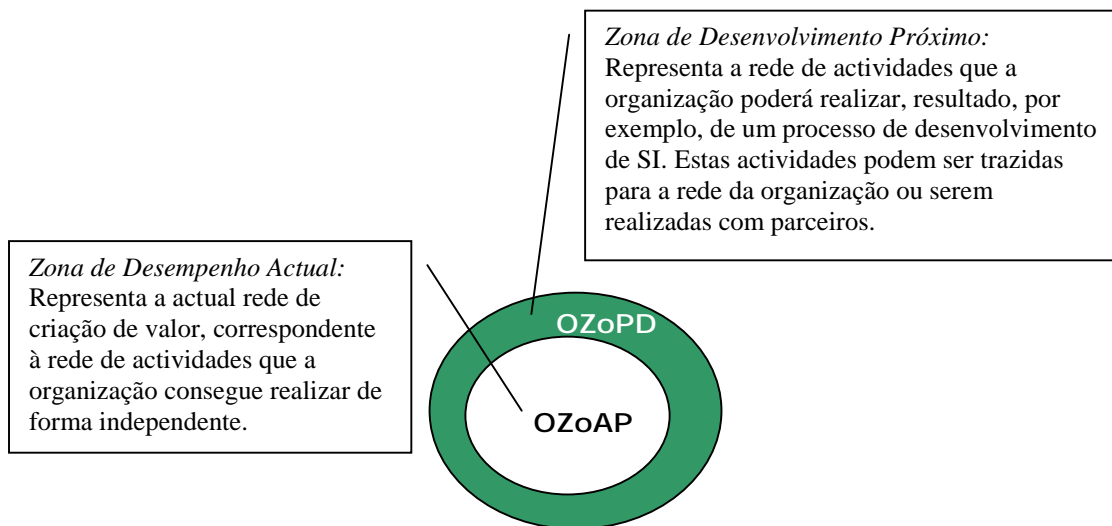 Zona de Desenvolvimento Próximo:
Representa a rede de actividades que a
organização poderá realizar, resultado, por
exemplo, de um processo de desenvolvimento
de SI. Estas actividades podem ser trazidas
para a rede da organização ou serem
realizadas com parceiros.
Zona de Desempenho Actual:
Representa a actual rede de
criação de valor, correspondente
à rede de actividades que a
organização consegue realizar de
forma independente.
OZoPD
OZoAP